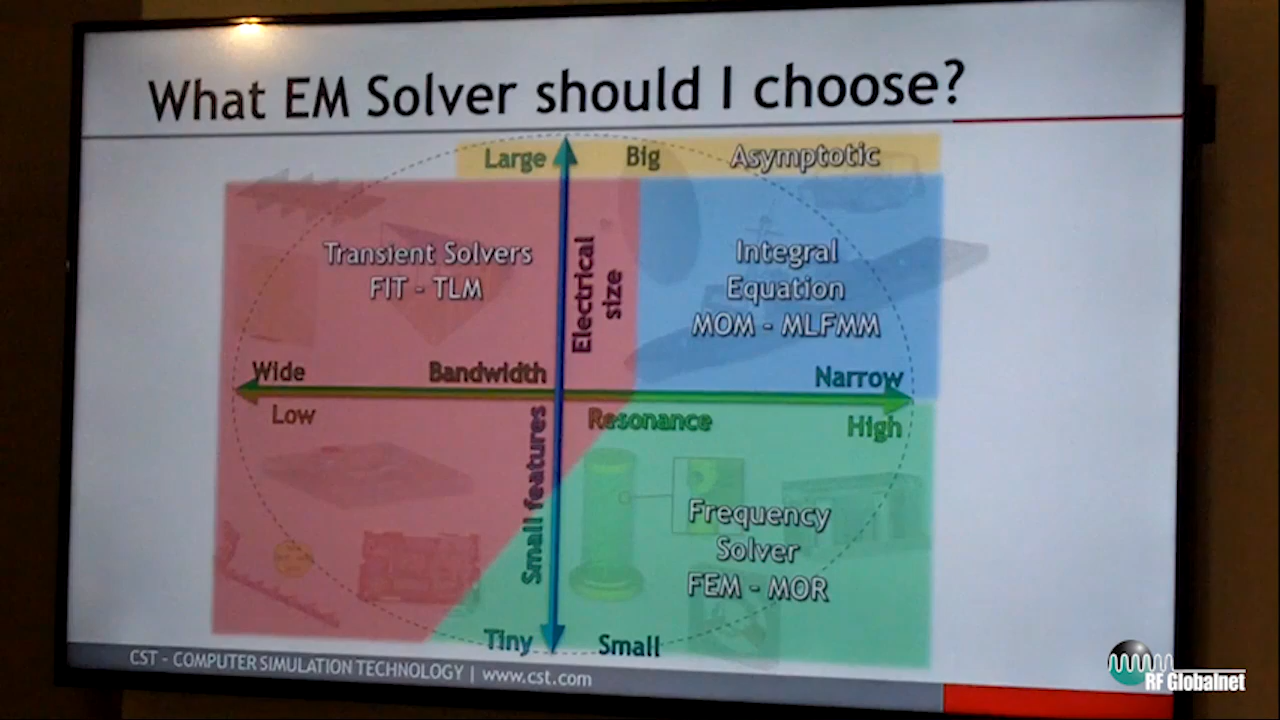 What EM Solver should I choose?
Large Big Asymptotic
Transient Solvers
FIT - TLM
Electrical
size
Integral
Equation
MOM - MLFMM
Wide Bandwidth Narrow
Low Resonance High
Small features
Frequency
Solver
FEM - MOR
Tiny Small
CST - COMPUTER SIMULATION TECHNOLOGY | www.cst.com
RF Globalnet